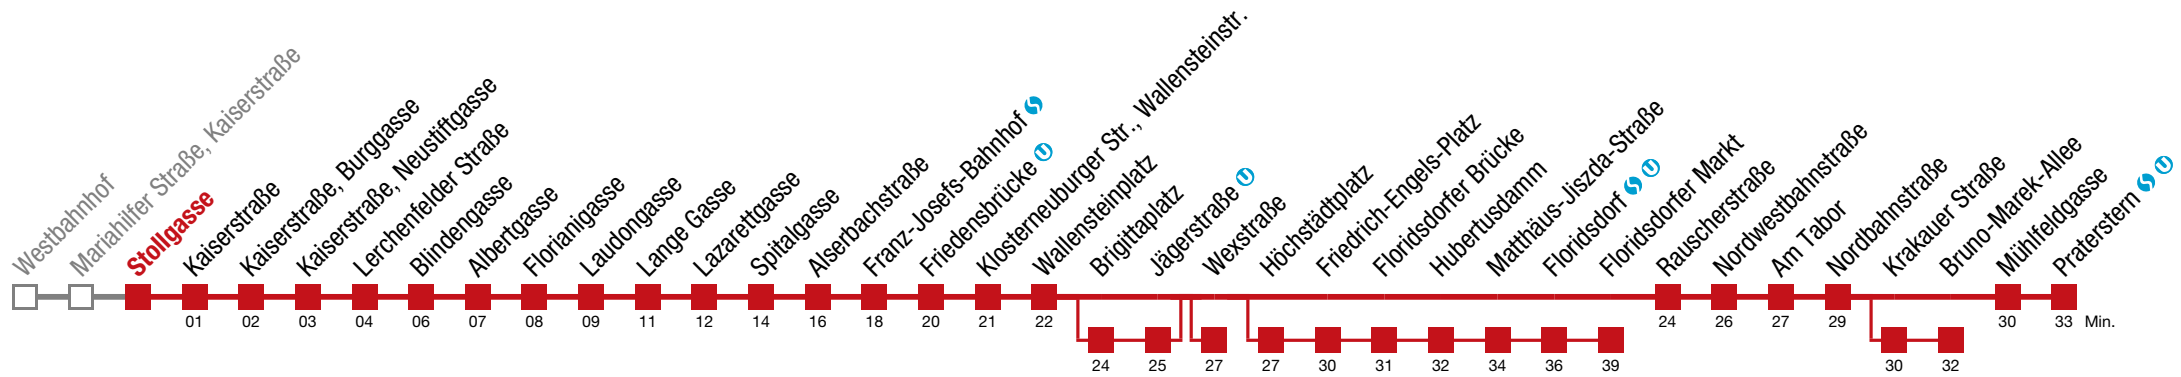 Westbahnhof
Mariahilfer Straße, Kaiserstraße
Stollgasse
Kaiserstraße
Kaiserstraße, Burggasse
Kaiserstraße, Neustiftgasse
Lerchenfelder Straße
Blindengasse
Albertgasse
Florianigasse
Laudongasse
Lange Gasse
Lazarettgasse
Spitalgasse
Alserbachstraße
Franz-Josefs-Bahnhof S
Friedensbrücke U
Klosterneuburger Str., Wallensteinstr.
Wallensteinplatz
Brigittaplatz
Jägerstraße U
Wexstraße
Höchstädtplatz
Friedrich-Engels-Platz
Floridsdorfer Brücke
Hubertusdamm
Matthäus-Jiszda-Straße
Floridsdorf S U
Floridsdorfer Markt
Rauscherstraße
Nordwestbahnstraße
Am Tabor
Nordbahnstraße
Krakauer Straße
Bruno-Marek-Allee
Mühlfeldgasse
Praterstern S U
01 02 03 04 06 07 08 09 11 12 14 16 18 20 21 22 24 26 27 29 30 33 Min.
24 25 27 27 30 31 32 34 36 39 30 32